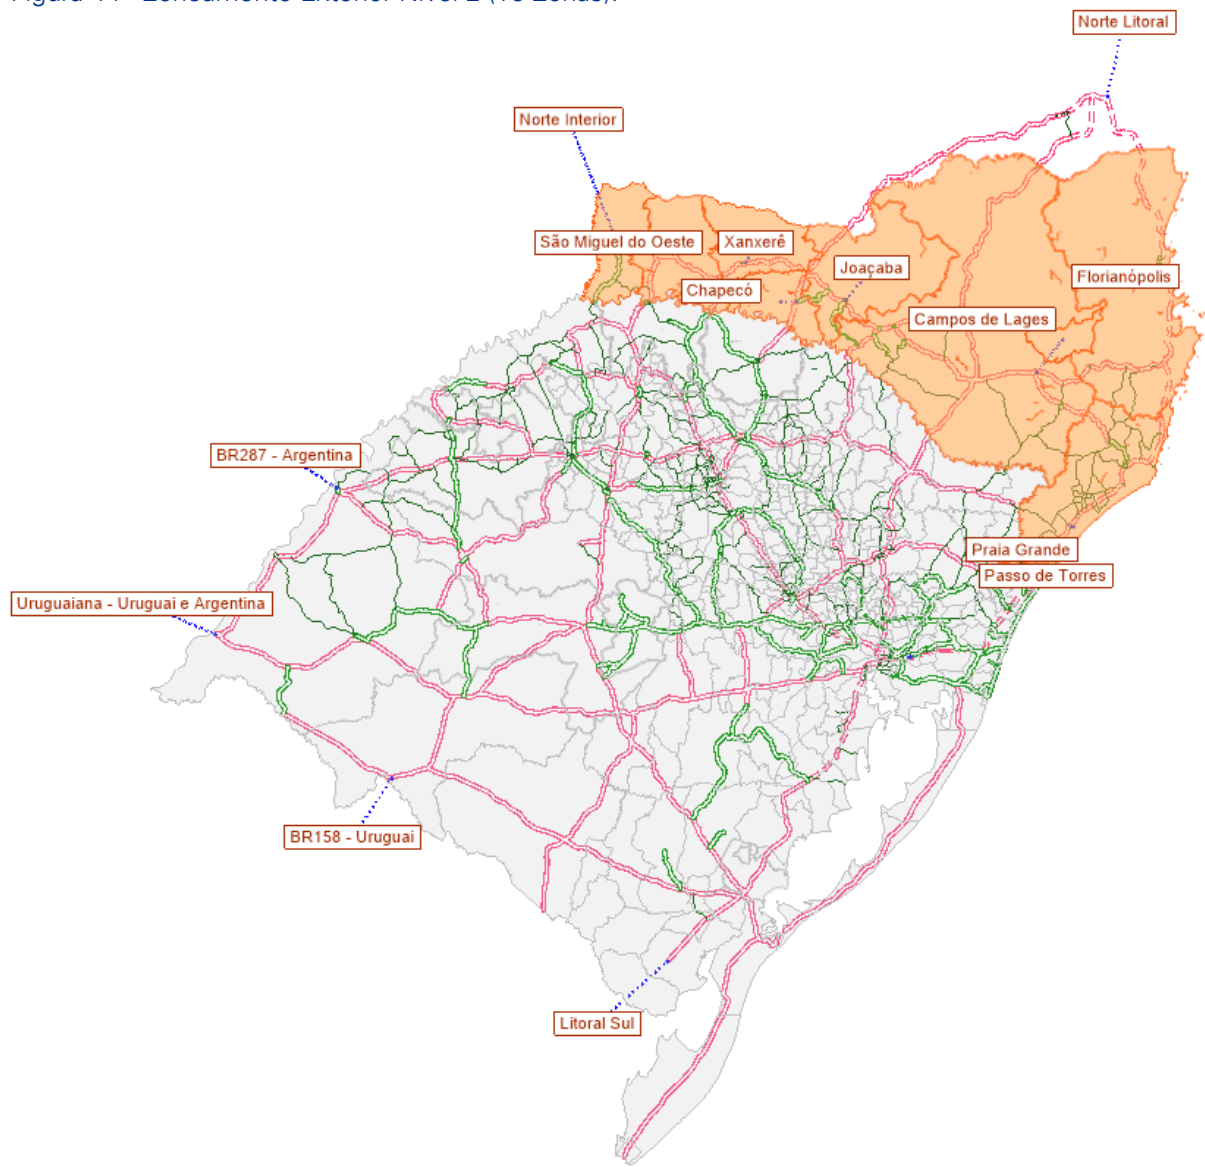 Norte Litoral
Norte Interior
São Miguel do Oeste
Xanxerê
Joaçaba
Florianópolis
Chapecó
Campos de Lages
BR287 - Argentina
Praia Grande
Passo de Torres
Uruguaiana - Uruguai e Argentina
BR158 - Uruguai
Litoral Sul